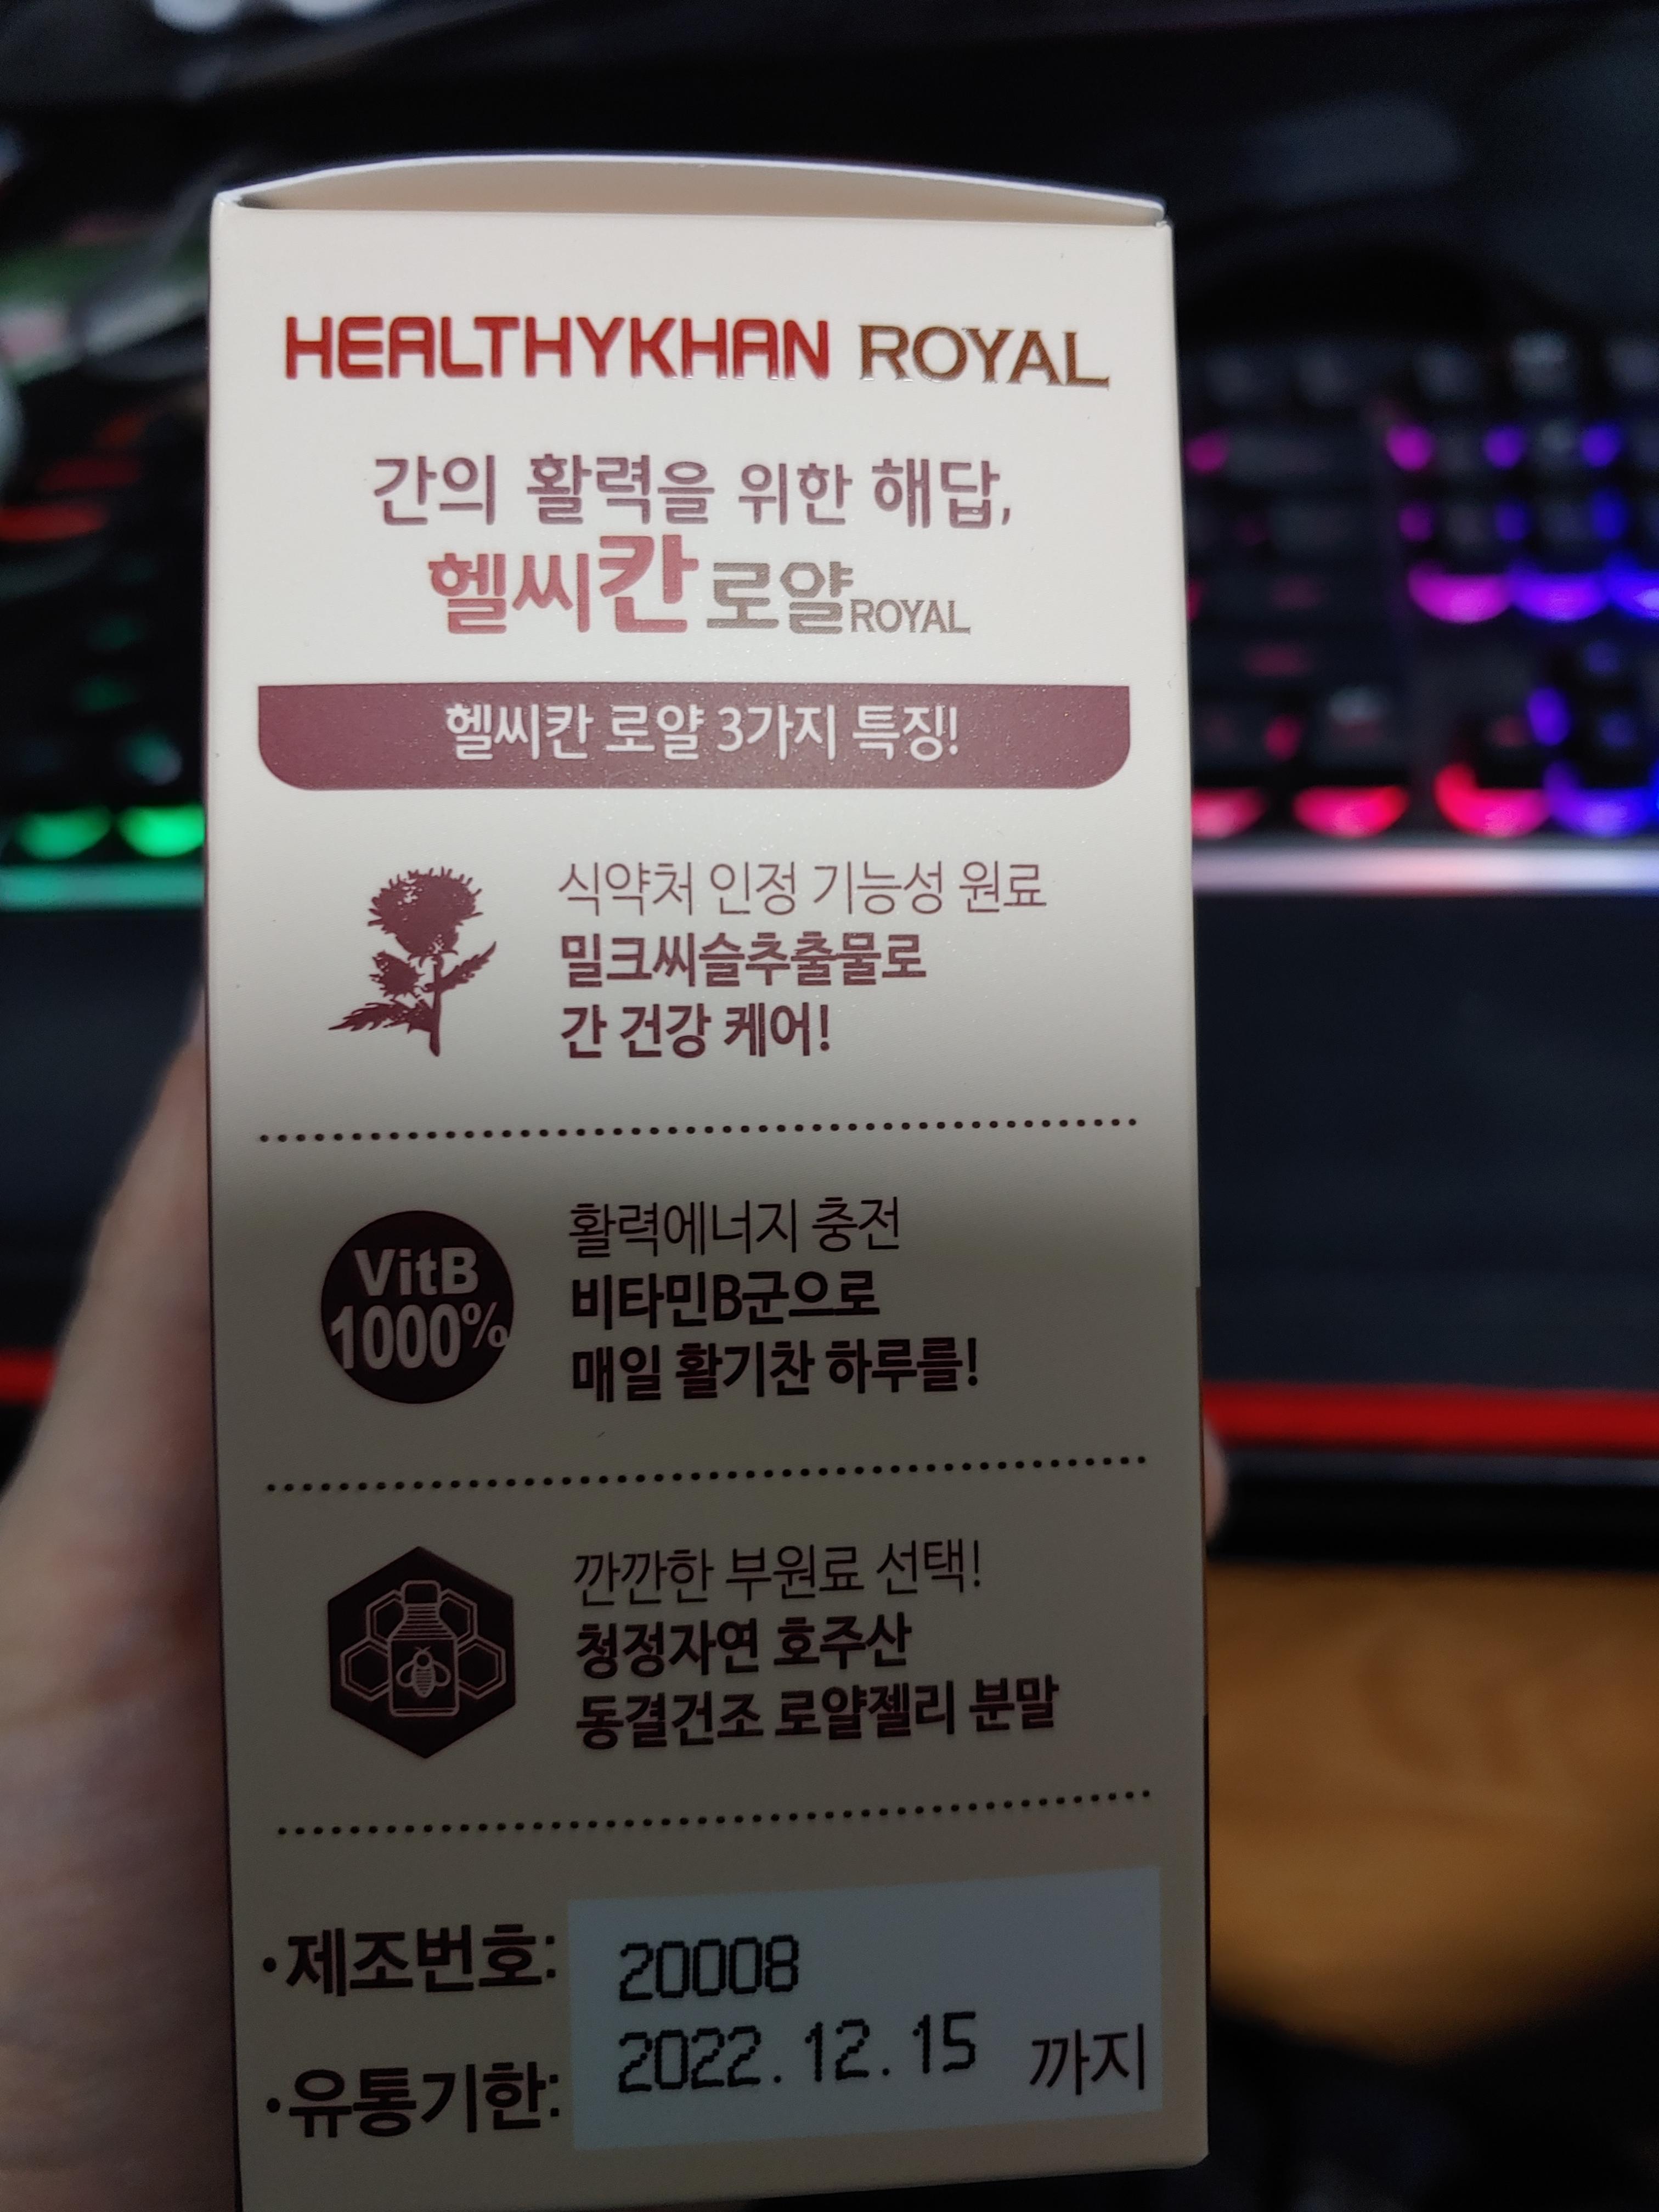 HEALTHYKHAN ROYAL
간의 활력을 위한 해답,
헬씨칸로얄ROYAL
헬씨칸 로얄 3가지 특징!
식약처 인정 기능성 원료
밀크씨슬추출물로
간 건강 케어!
VitB
1000%
활력에너지 충전
비타민B군으로
매일 활기찬 하루를!
깐깐한 부원료 선택!
청정자연 호주산
동결건조 로얄젤리 분말
·제조번호: 20008
·유통기한: 2022.12.15 까지